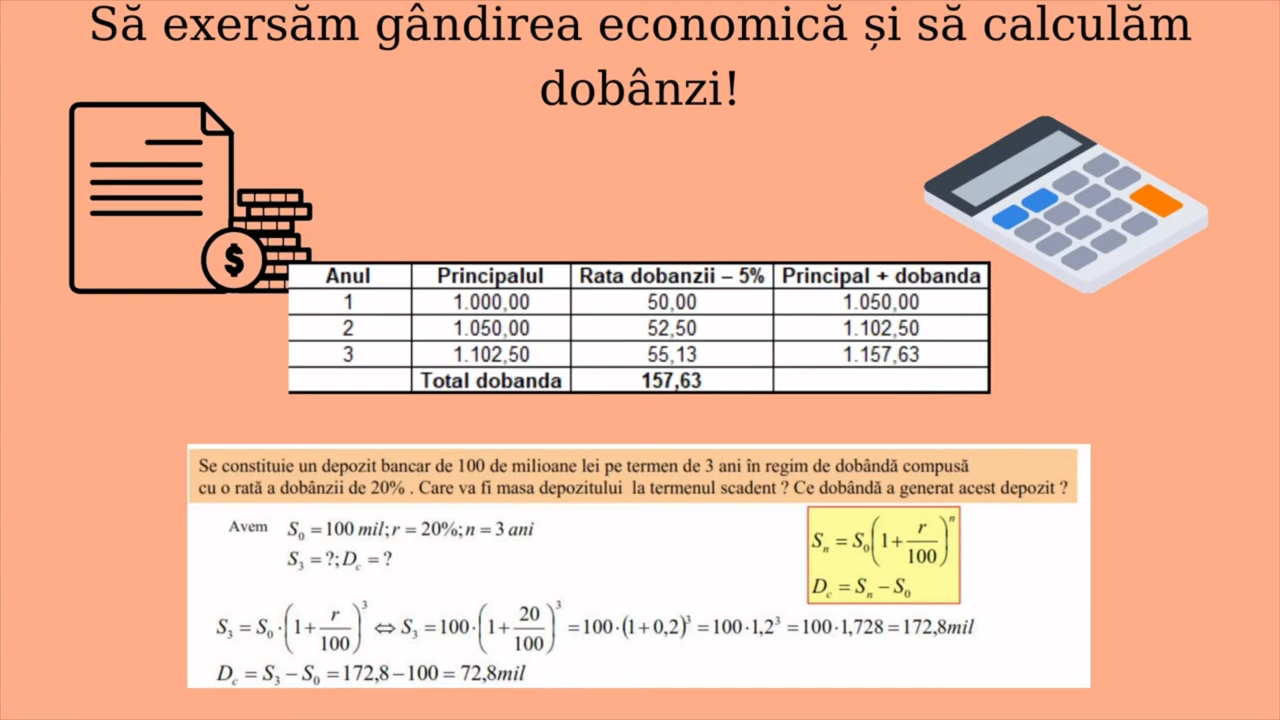 Să exersăm gândirea economică și să calculăm
dobânzi!
$
Anul Principalul Rata dobanzii – 5% Principal + dobanda
1 1.000,00 50,00 1.050,00
2 1.050,00 52,50 1.102,50
3 1.102,50 55,13 1.157,63
Total dobanda 157,63
Se constituie un depozit bancar de 100 de milioane lei pe termen de 3 ani în regim de dobândă compusă
cu o rată a dobânzii de 20% . Care va fi masa depozitului la termenul scadent ? Ce dobândă a generat acest depozit ?
Avem S₀ = 100 mil; r = 20%; n = 3 ani
S₃ = ?; D_c = ?
S_n = S₀(1 + r/100)^n
D_c = S_n − S₀
S₃ = S₀ · (1 + r/100)³ ⇔ S₃ = 100 · (1 + 20/100)³ = 100 · (1 + 0,2)³ = 100 · 1,2³ = 100 · 1,728 = 172,8mil
D_c = S₃ − S₀ = 172,8 − 100 = 72,8mil